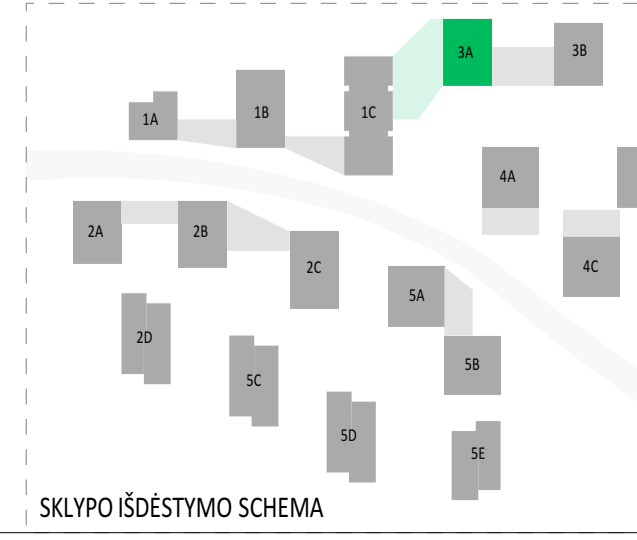 3A
3B
1A
1B
1C
4A
2A
2B
2C
4C
5A
2D
5B
5C
5D
5E
SKLYPO IŠDĖSTYMO SCHEMA